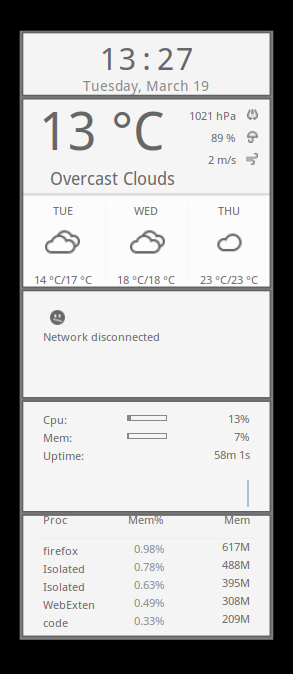 13:27
Tuesday, March 19
13 °C
1021 hPa
89 %
2 m/s
Overcast Clouds
TUE WED THU
14 °C/17 °C 18 °C/18 °C 23 °C/23 °C
Network disconnected
Cpu: 13%
Mem: 7%
Uptime: 58m 1s
Proc Mem% Mem
firefox 0.98% 617M
Isolated 0.78% 488M
Isolated 0.63% 395M
WebExten 0.49% 308M
code 0.33% 209M